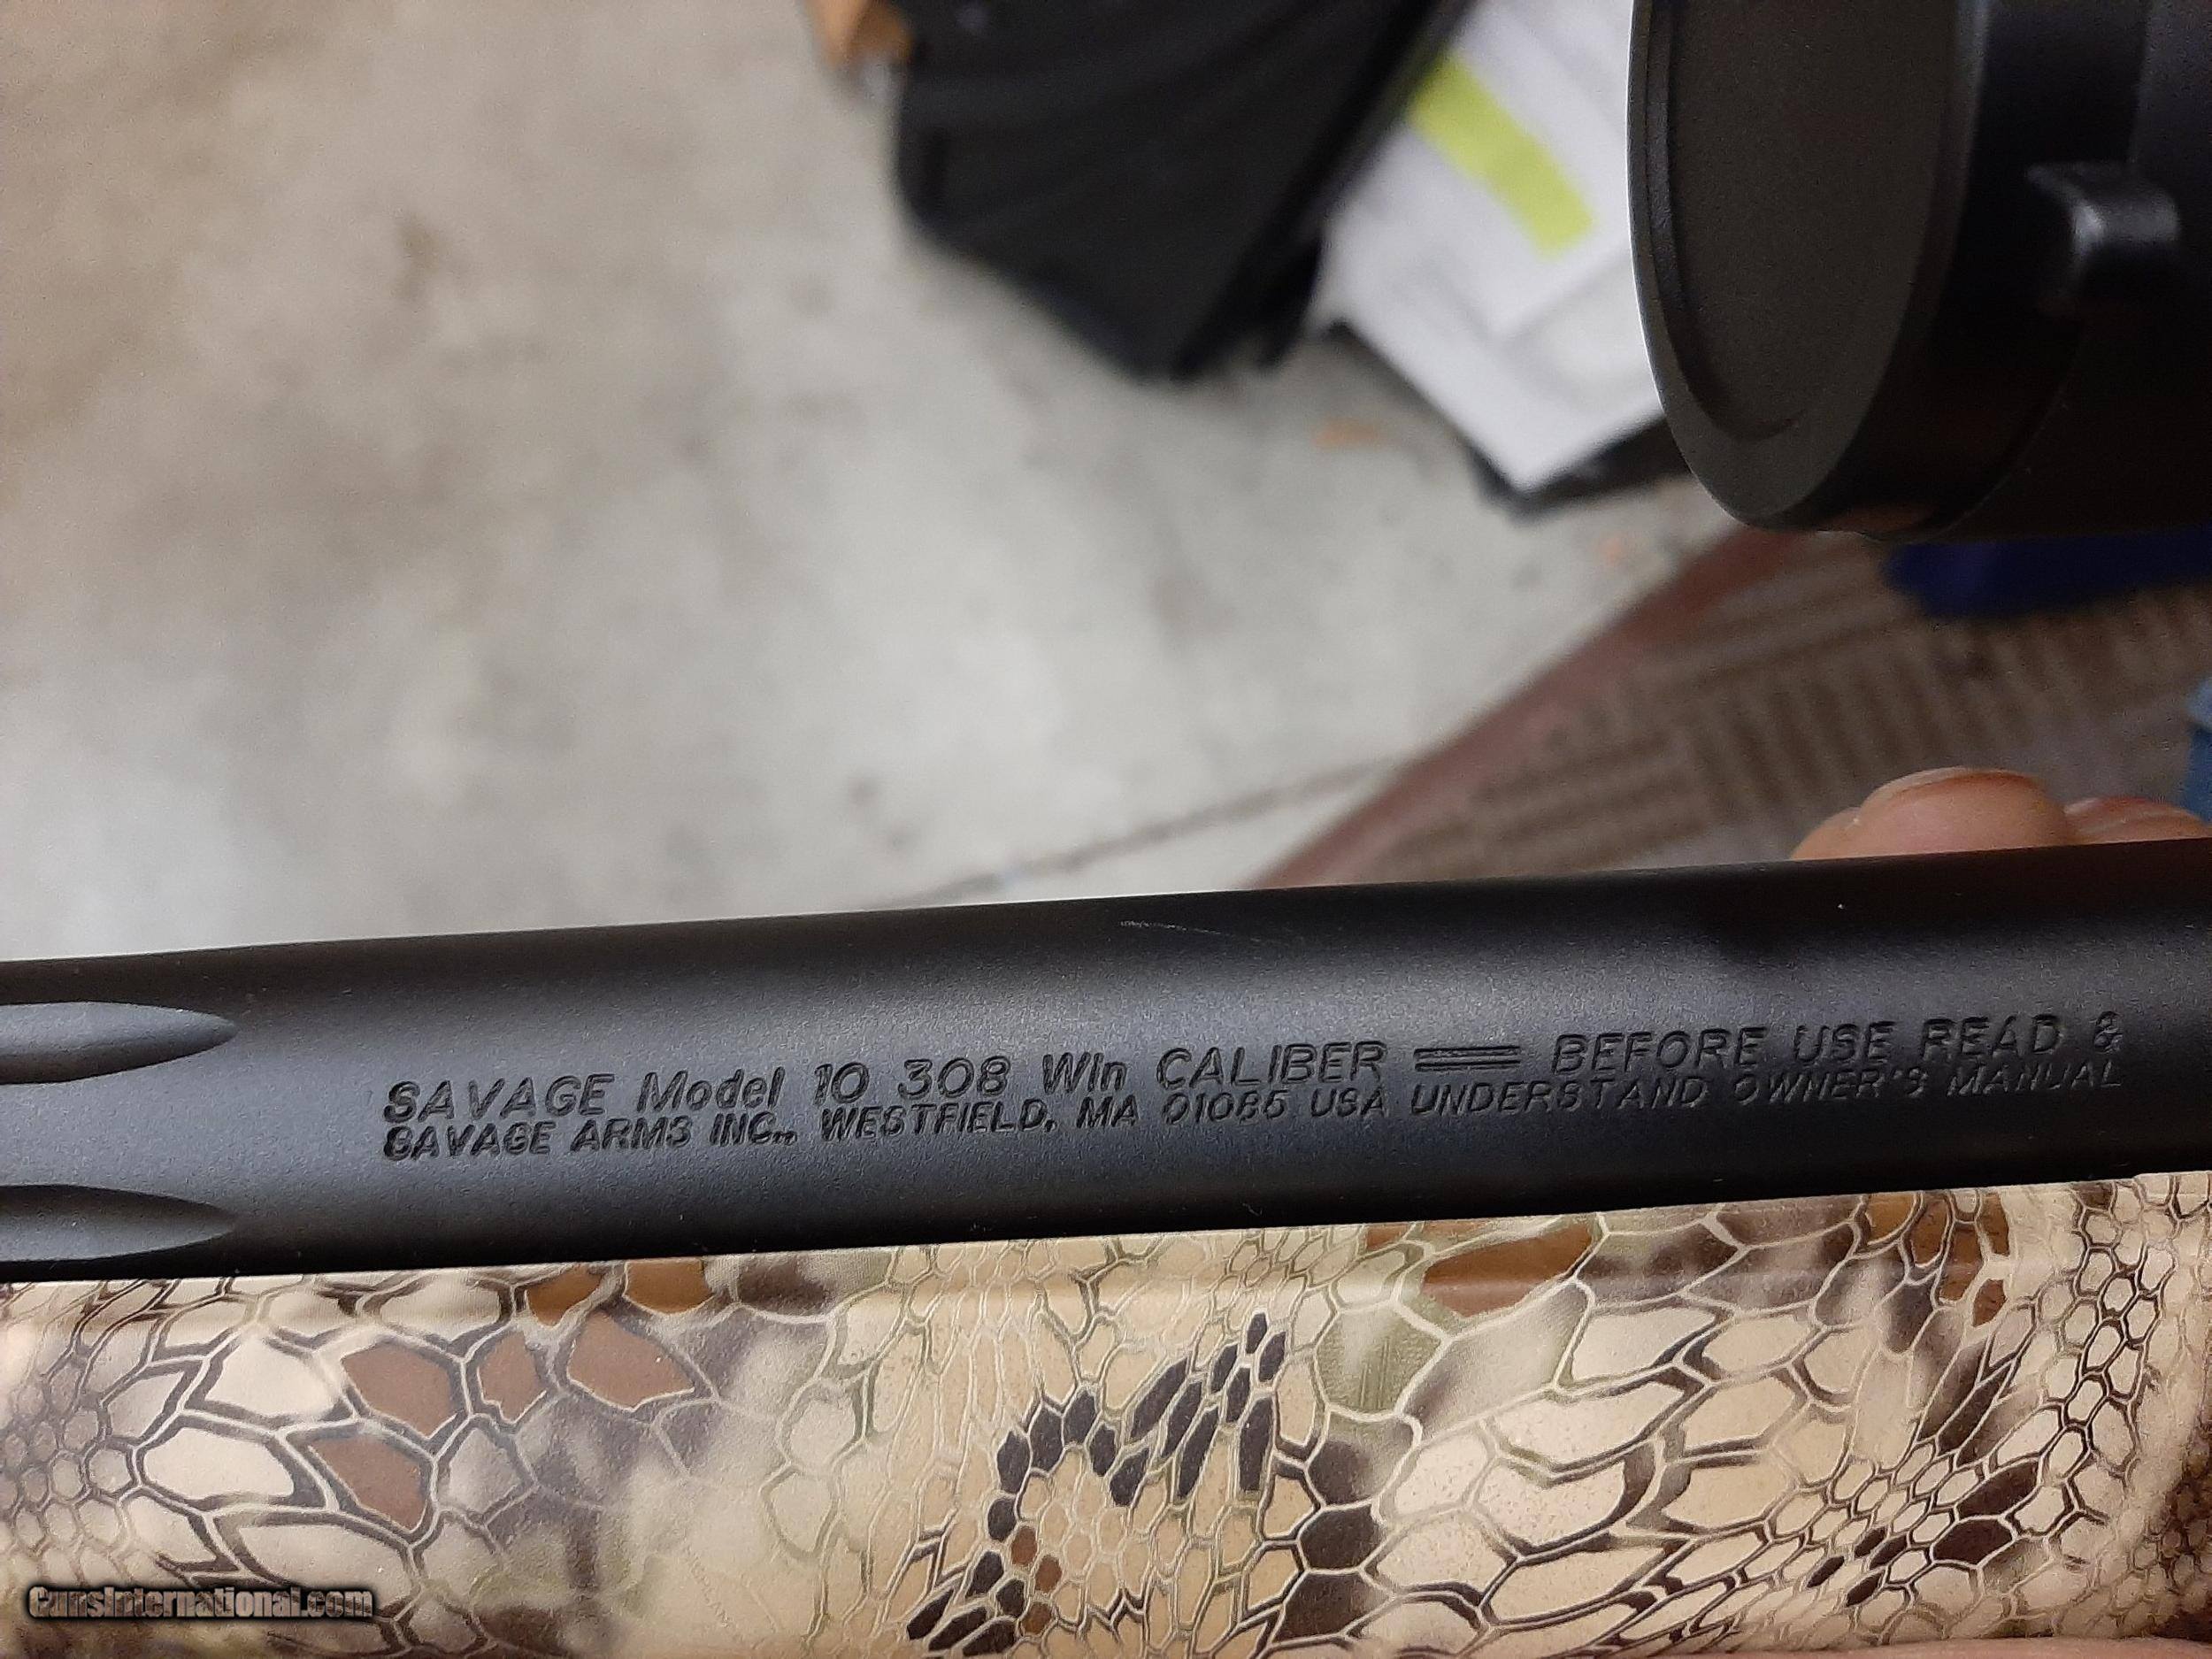 SAVAGE Model 10 308 Win CALIBER BEFORE USE READ &
SAVAGE ARMS INC., WESTFIELD, MA 01085 USA UNDERSTAND OWNER'S MANUAL
GunsInternational.com